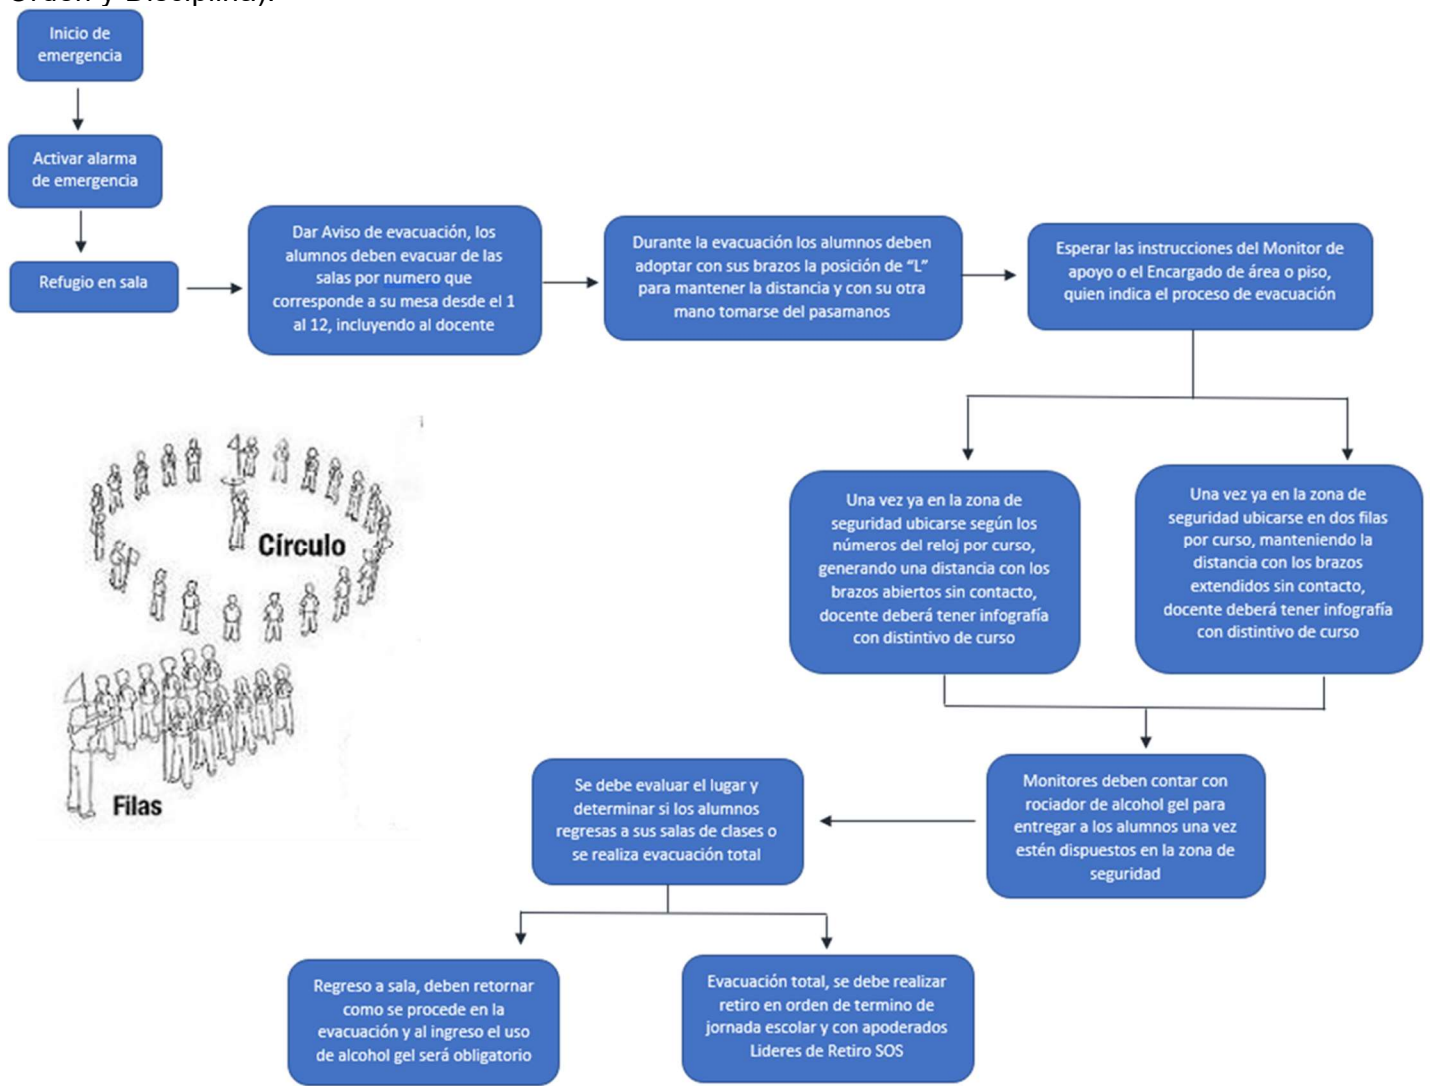 Orden y Disciplina).
Inicio de
emergencia
Activar alarma
de emergencia
Refugio en sala
Dar Aviso de evacuación, los
alumnos deben evacuar de las
salas por numero que
corresponde a su mesa desde el 1
al 12, incluyendo al docente
Durante la evacuación los alumnos deben
adoptar con sus brazos la posición de “L”
para mantener la distancia y con su otra
mano tomarse del pasamanos
Esperar las instrucciones del Monitor de
apoyo o el Encargado de área o piso,
quien indica el proceso de evacuación
Una vez ya en la zona de
seguridad ubicarse según los
números del reloj por curso,
generando una distancia con los
brazos abiertos sin contacto,
docente deberá tener infografía
con distintivo de curso
Una vez ya en la zona de
seguridad ubicarse en dos filas
por curso, manteniendo la
distancia con los brazos
extendidos sin contacto,
docente deberá tener infografía
con distintivo de curso
Círculo
Filas
Monitores deben contar con
rociador de alcohol gel para
entregar a los alumnos una vez
estén dispuestos en la zona de
seguridad
Se debe evaluar el lugar y
determinar si los alumnos
regresas a sus salas de clases o
se realiza evacuación total
Regreso a sala, deben retornar
como se procede en la
evacuación y al ingreso el uso
de alcohol gel será obligatorio
Evacuación total, se debe realizar
retiro en orden de termino de
jornada escolar y con apoderados
Lideres de Retiro SOS